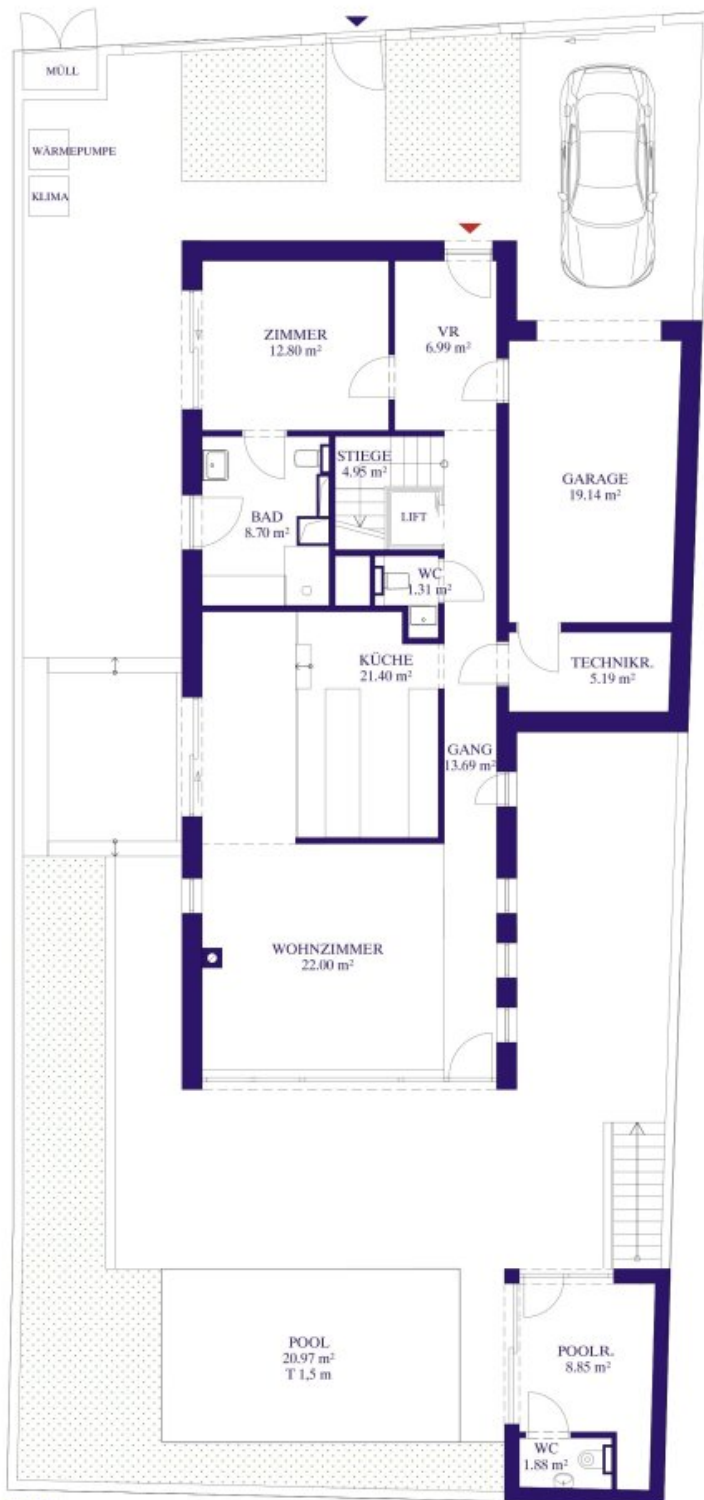 MÜLL
WÄRMEPUMPE
KLIMA
ZIMMER
12.80 m²
VR
6.99 m²
STIEGE
4.95 m²
LIFT
GARAGE
19.14 m²
BAD
8.70 m²
WC
1.31 m²
KÜCHE
21.40 m²
TECHNIKR.
5.19 m²
GANG
13.69 m²
WOHNZIMMER
22.00 m²
POOL
20.97 m²
T 1,5 m
POOLR.
8.85 m²
WC
1.88 m²